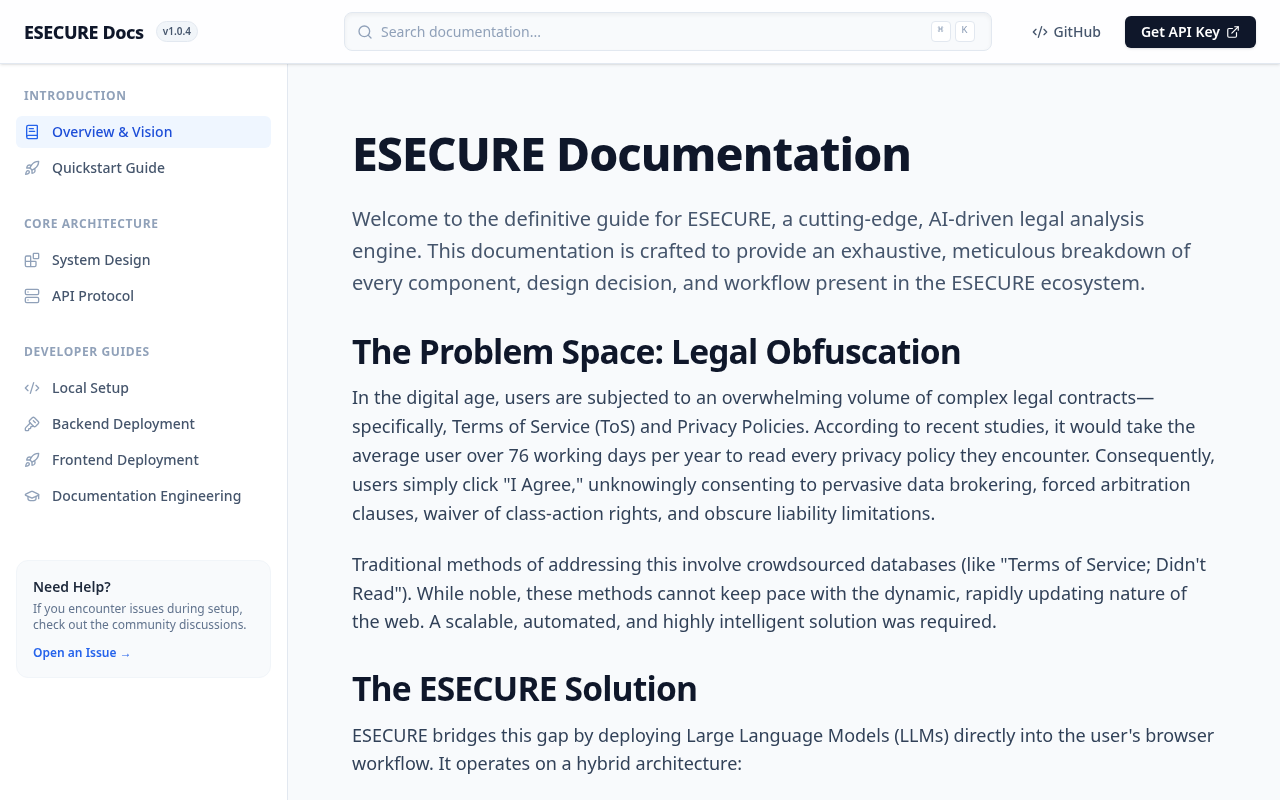 ESECURE Docs
v1.0.4
Search documentation...
⌘ K
GitHub
Get API Key
INTRODUCTION
Overview & Vision
Quickstart Guide
CORE ARCHITECTURE
System Design
API Protocol
DEVELOPER GUIDES
Local Setup
Backend Deployment
Frontend Deployment
Documentation Engineering
Need Help?
If you encounter issues during setup,
check out the community discussions.
Open an Issue →
ESECURE Documentation
Welcome to the definitive guide for ESECURE, a cutting-edge, AI-driven legal analysis
engine. This documentation is crafted to provide an exhaustive, meticulous breakdown of
every component, design decision, and workflow present in the ESECURE ecosystem.
The Problem Space: Legal Obfuscation
In the digital age, users are subjected to an overwhelming volume of complex legal contracts—
specifically, Terms of Service (ToS) and Privacy Policies. According to recent studies, it would take the
average user over 76 working days per year to read every privacy policy they encounter. Consequently,
users simply click "I Agree," unknowingly consenting to pervasive data brokering, forced arbitration
clauses, waiver of class-action rights, and obscure liability limitations.
Traditional methods of addressing this involve crowdsourced databases (like "Terms of Service; Didn't
Read"). While noble, these methods cannot keep pace with the dynamic, rapidly updating nature of
the web. A scalable, automated, and highly intelligent solution was required.
The ESECURE Solution
ESECURE bridges this gap by deploying Large Language Models (LLMs) directly into the user's browser
workflow. It operates on a hybrid architecture: